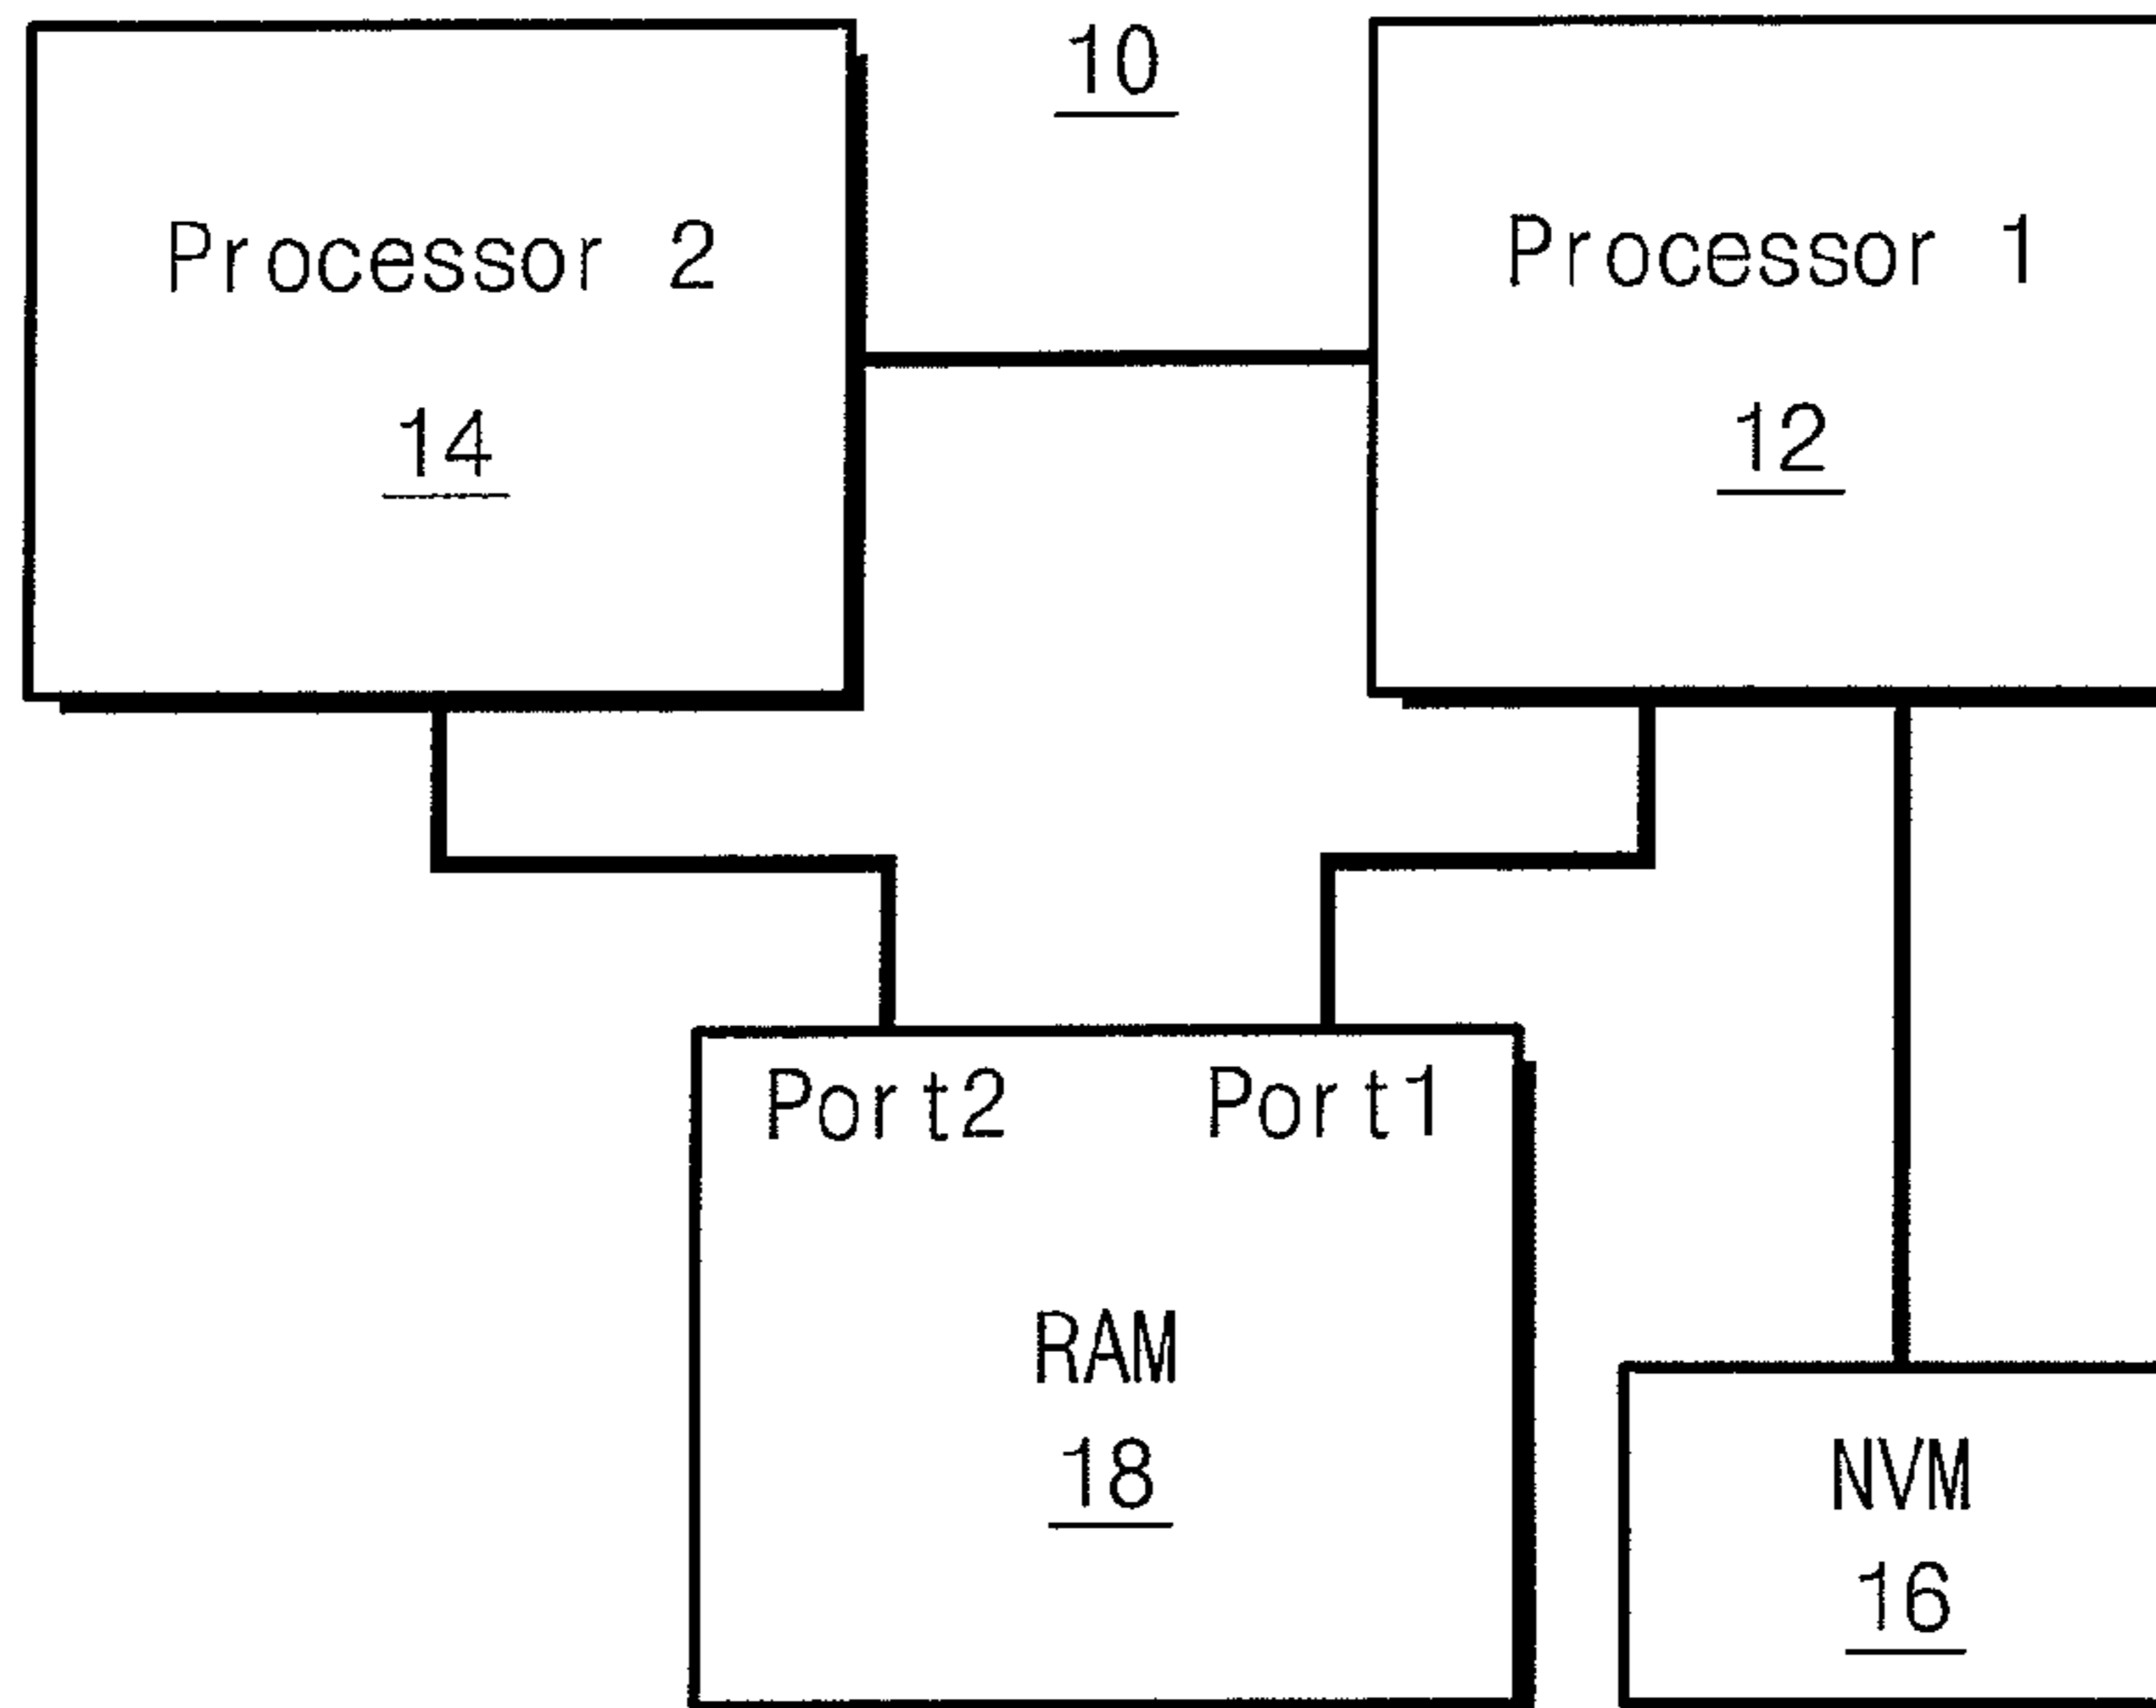 10
Processor 2
14
Processor 1
12
Port2 Port1
RAM
18
NVM
16